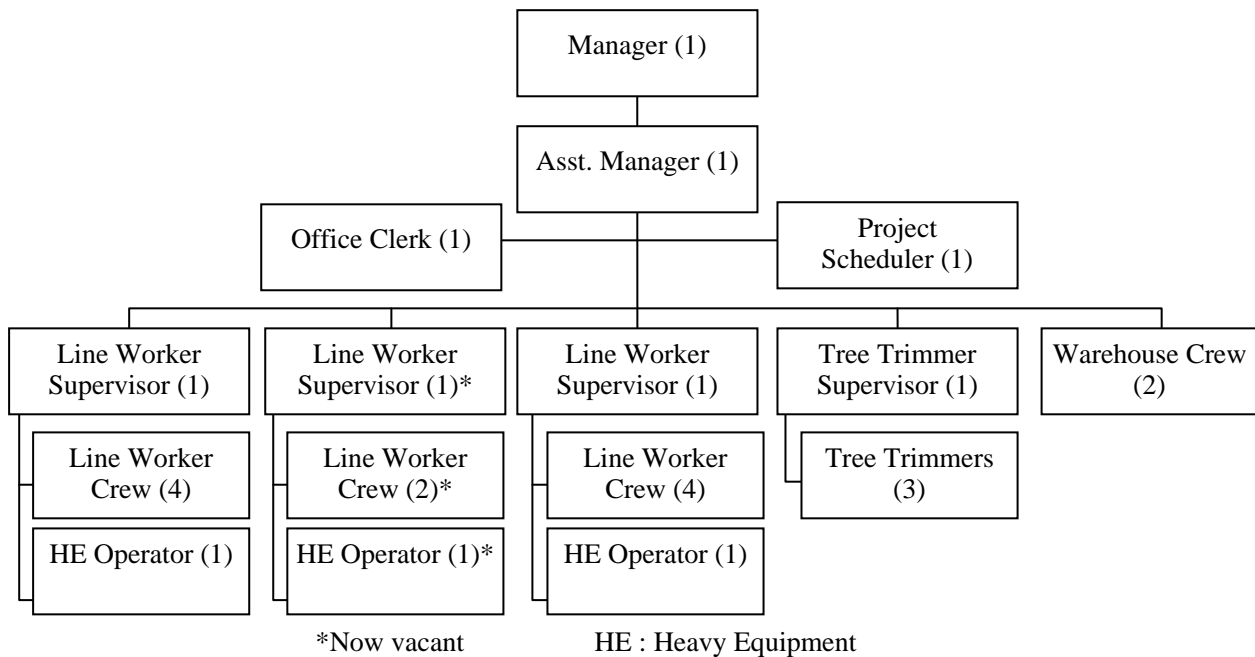 Manager (1)
Asst. Manager (1)
Office Clerk (1)
Project
Scheduler (1)
Line Worker
Supervisor (1)
Line Worker
Supervisor (1)*
Line Worker
Supervisor (1)
Tree Trimmer
Supervisor (1)
Warehouse Crew
(2)
Line Worker
Crew (4)
Line Worker
Crew (2)*
Line Worker
Crew (4)
Tree Trimmers
(3)
HE Operator (1)
HE Operator (1)*
HE Operator (1)
*Now vacant
HE : Heavy Equipment